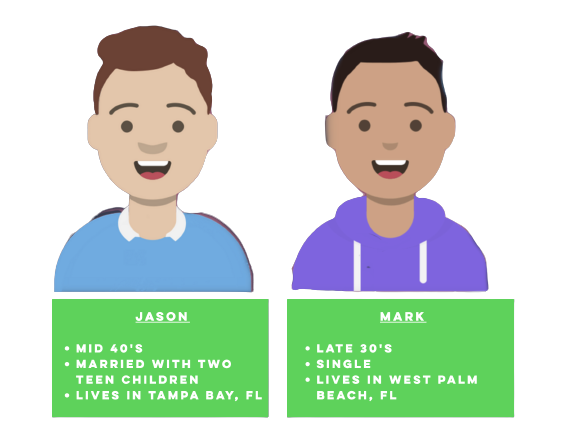 JASON
• MID 40'S
• MARRIED WITH TWO
TEEN CHILDREN
• LIVES IN TAMPA BAY, FL
MARK
• LATE 30'S
• SINGLE
• LIVES IN WEST PALM
BEACH, FL